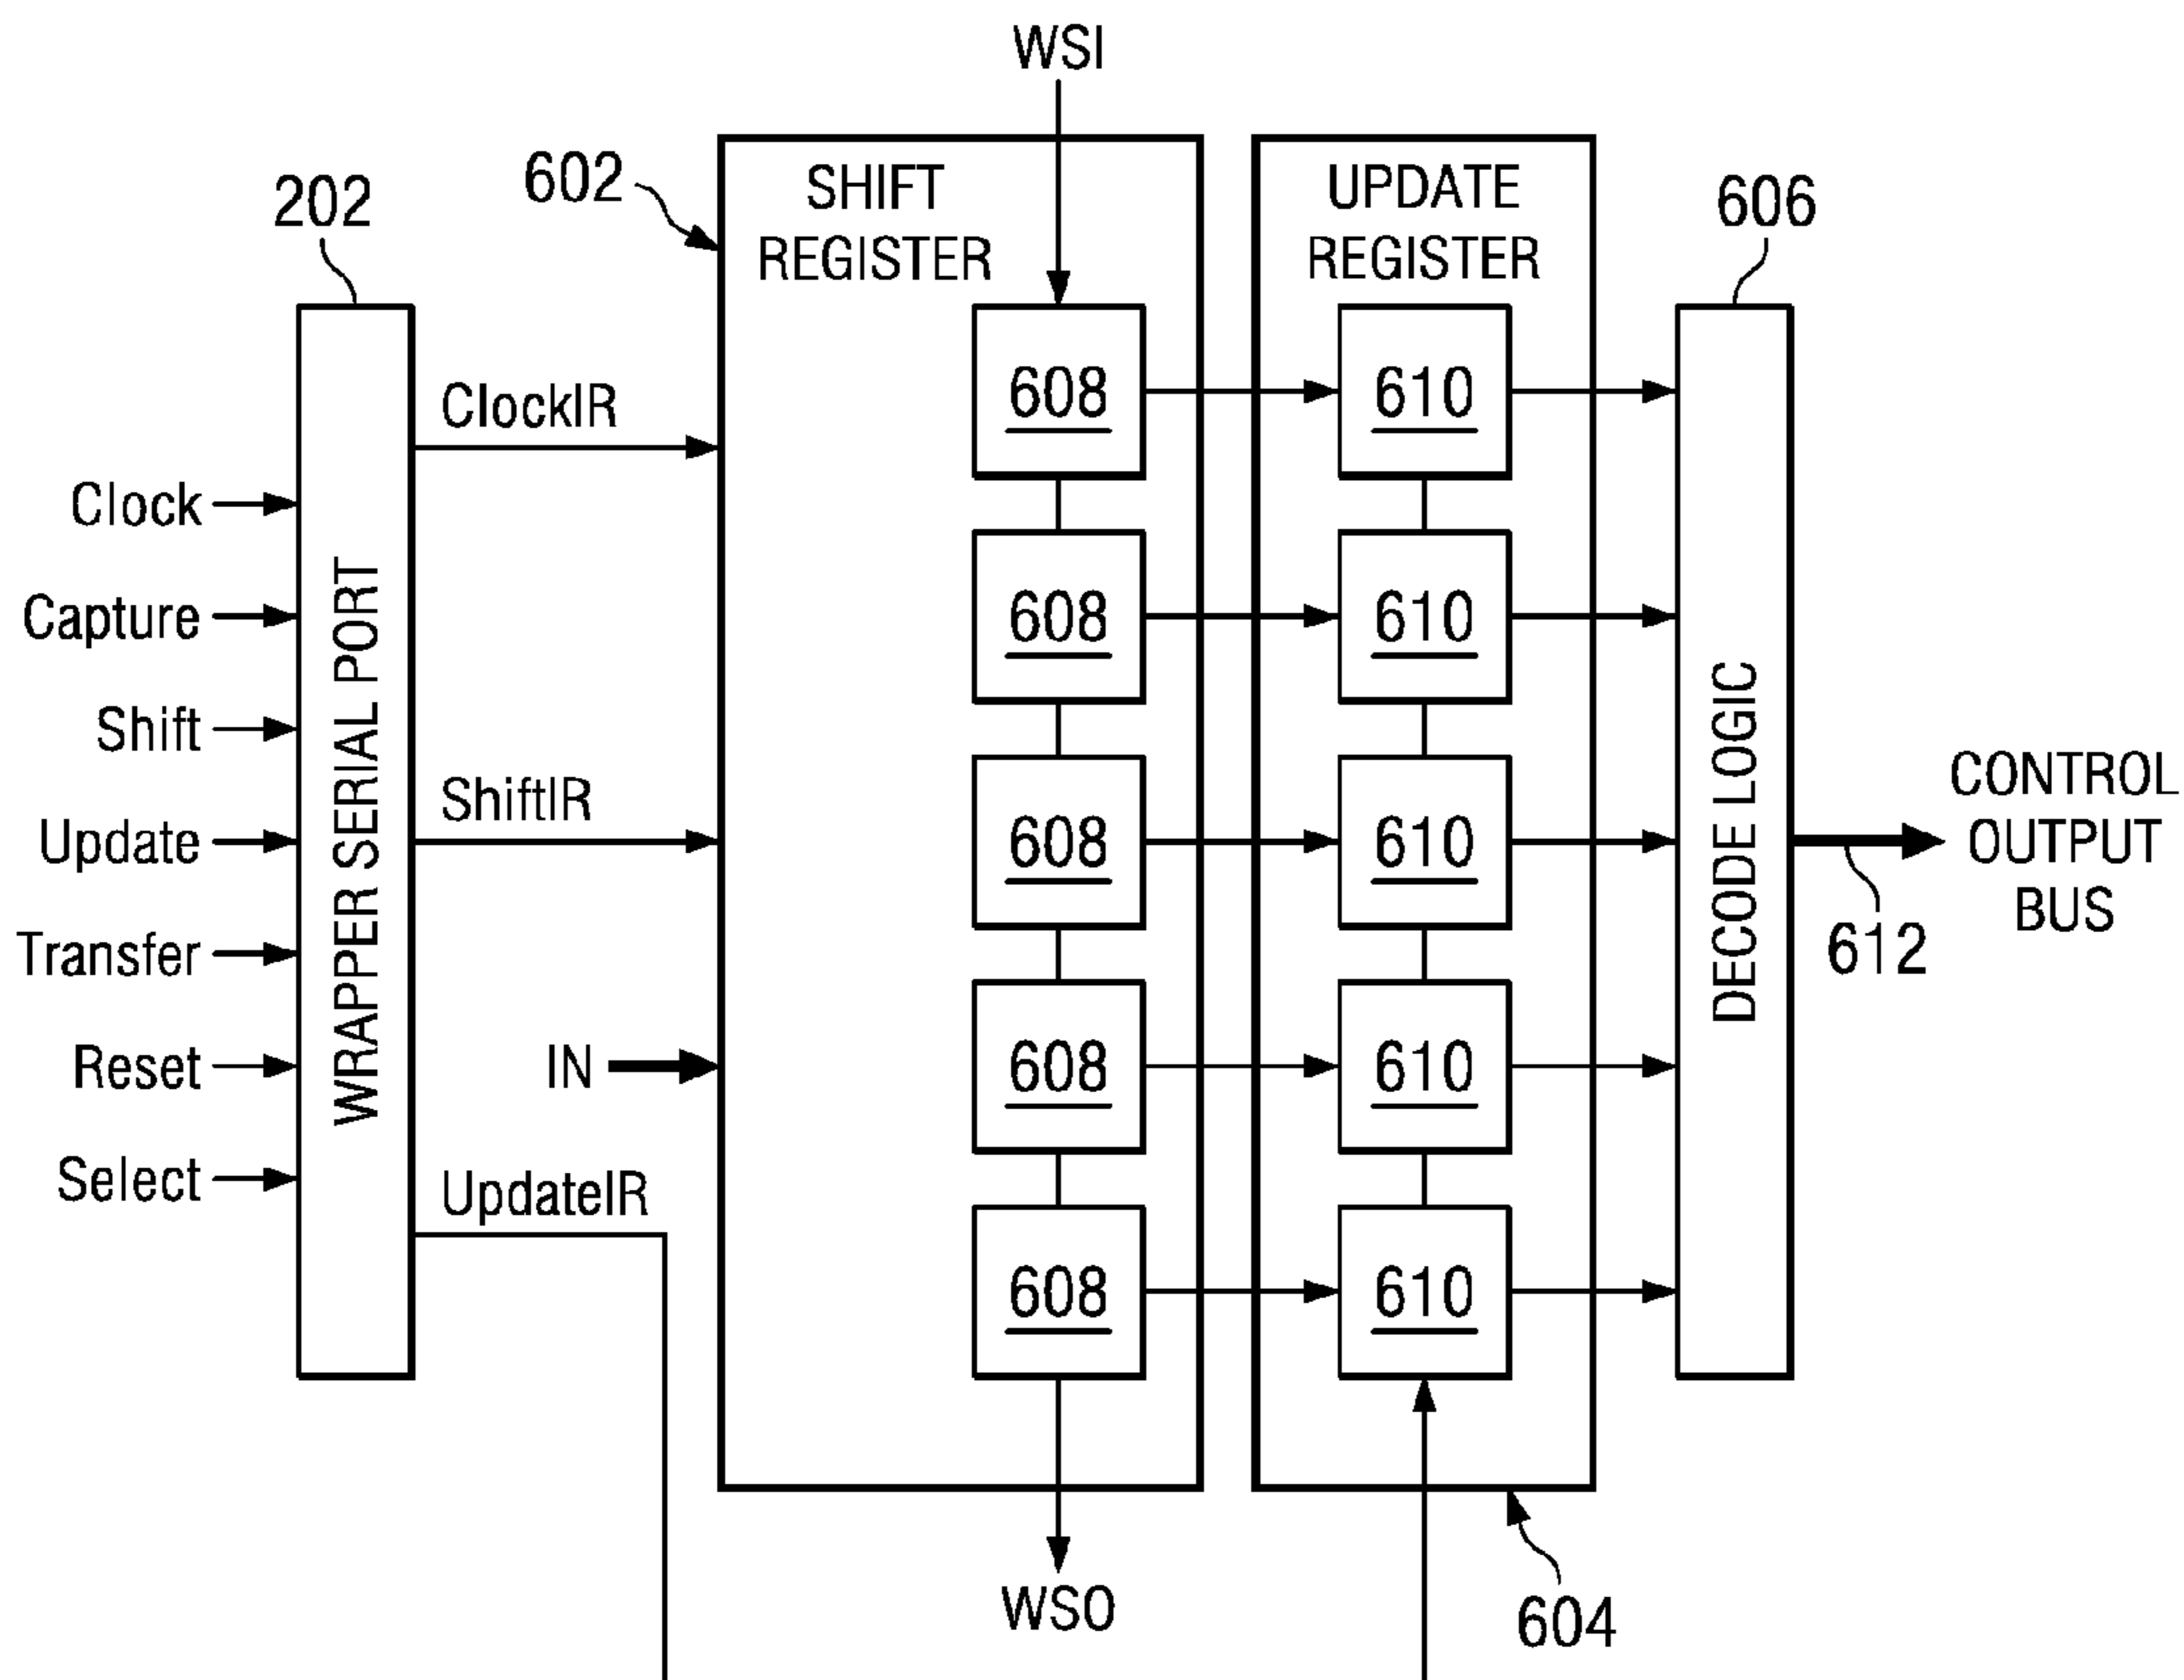 WSI
602
SHIFT
REGISTER
UPDATE
REGISTER
202
606
ClockIR
ShiftIR
IN
UpdateIR
Clock
Capture
Shift
Update
Transfer
Reset
Select
WRAPPER SERIAL PORT
608
610
608
610
608
610
608
610
608
610
DECODE LOGIC
CONTROL
OUTPUT
BUS
612
WSO
604